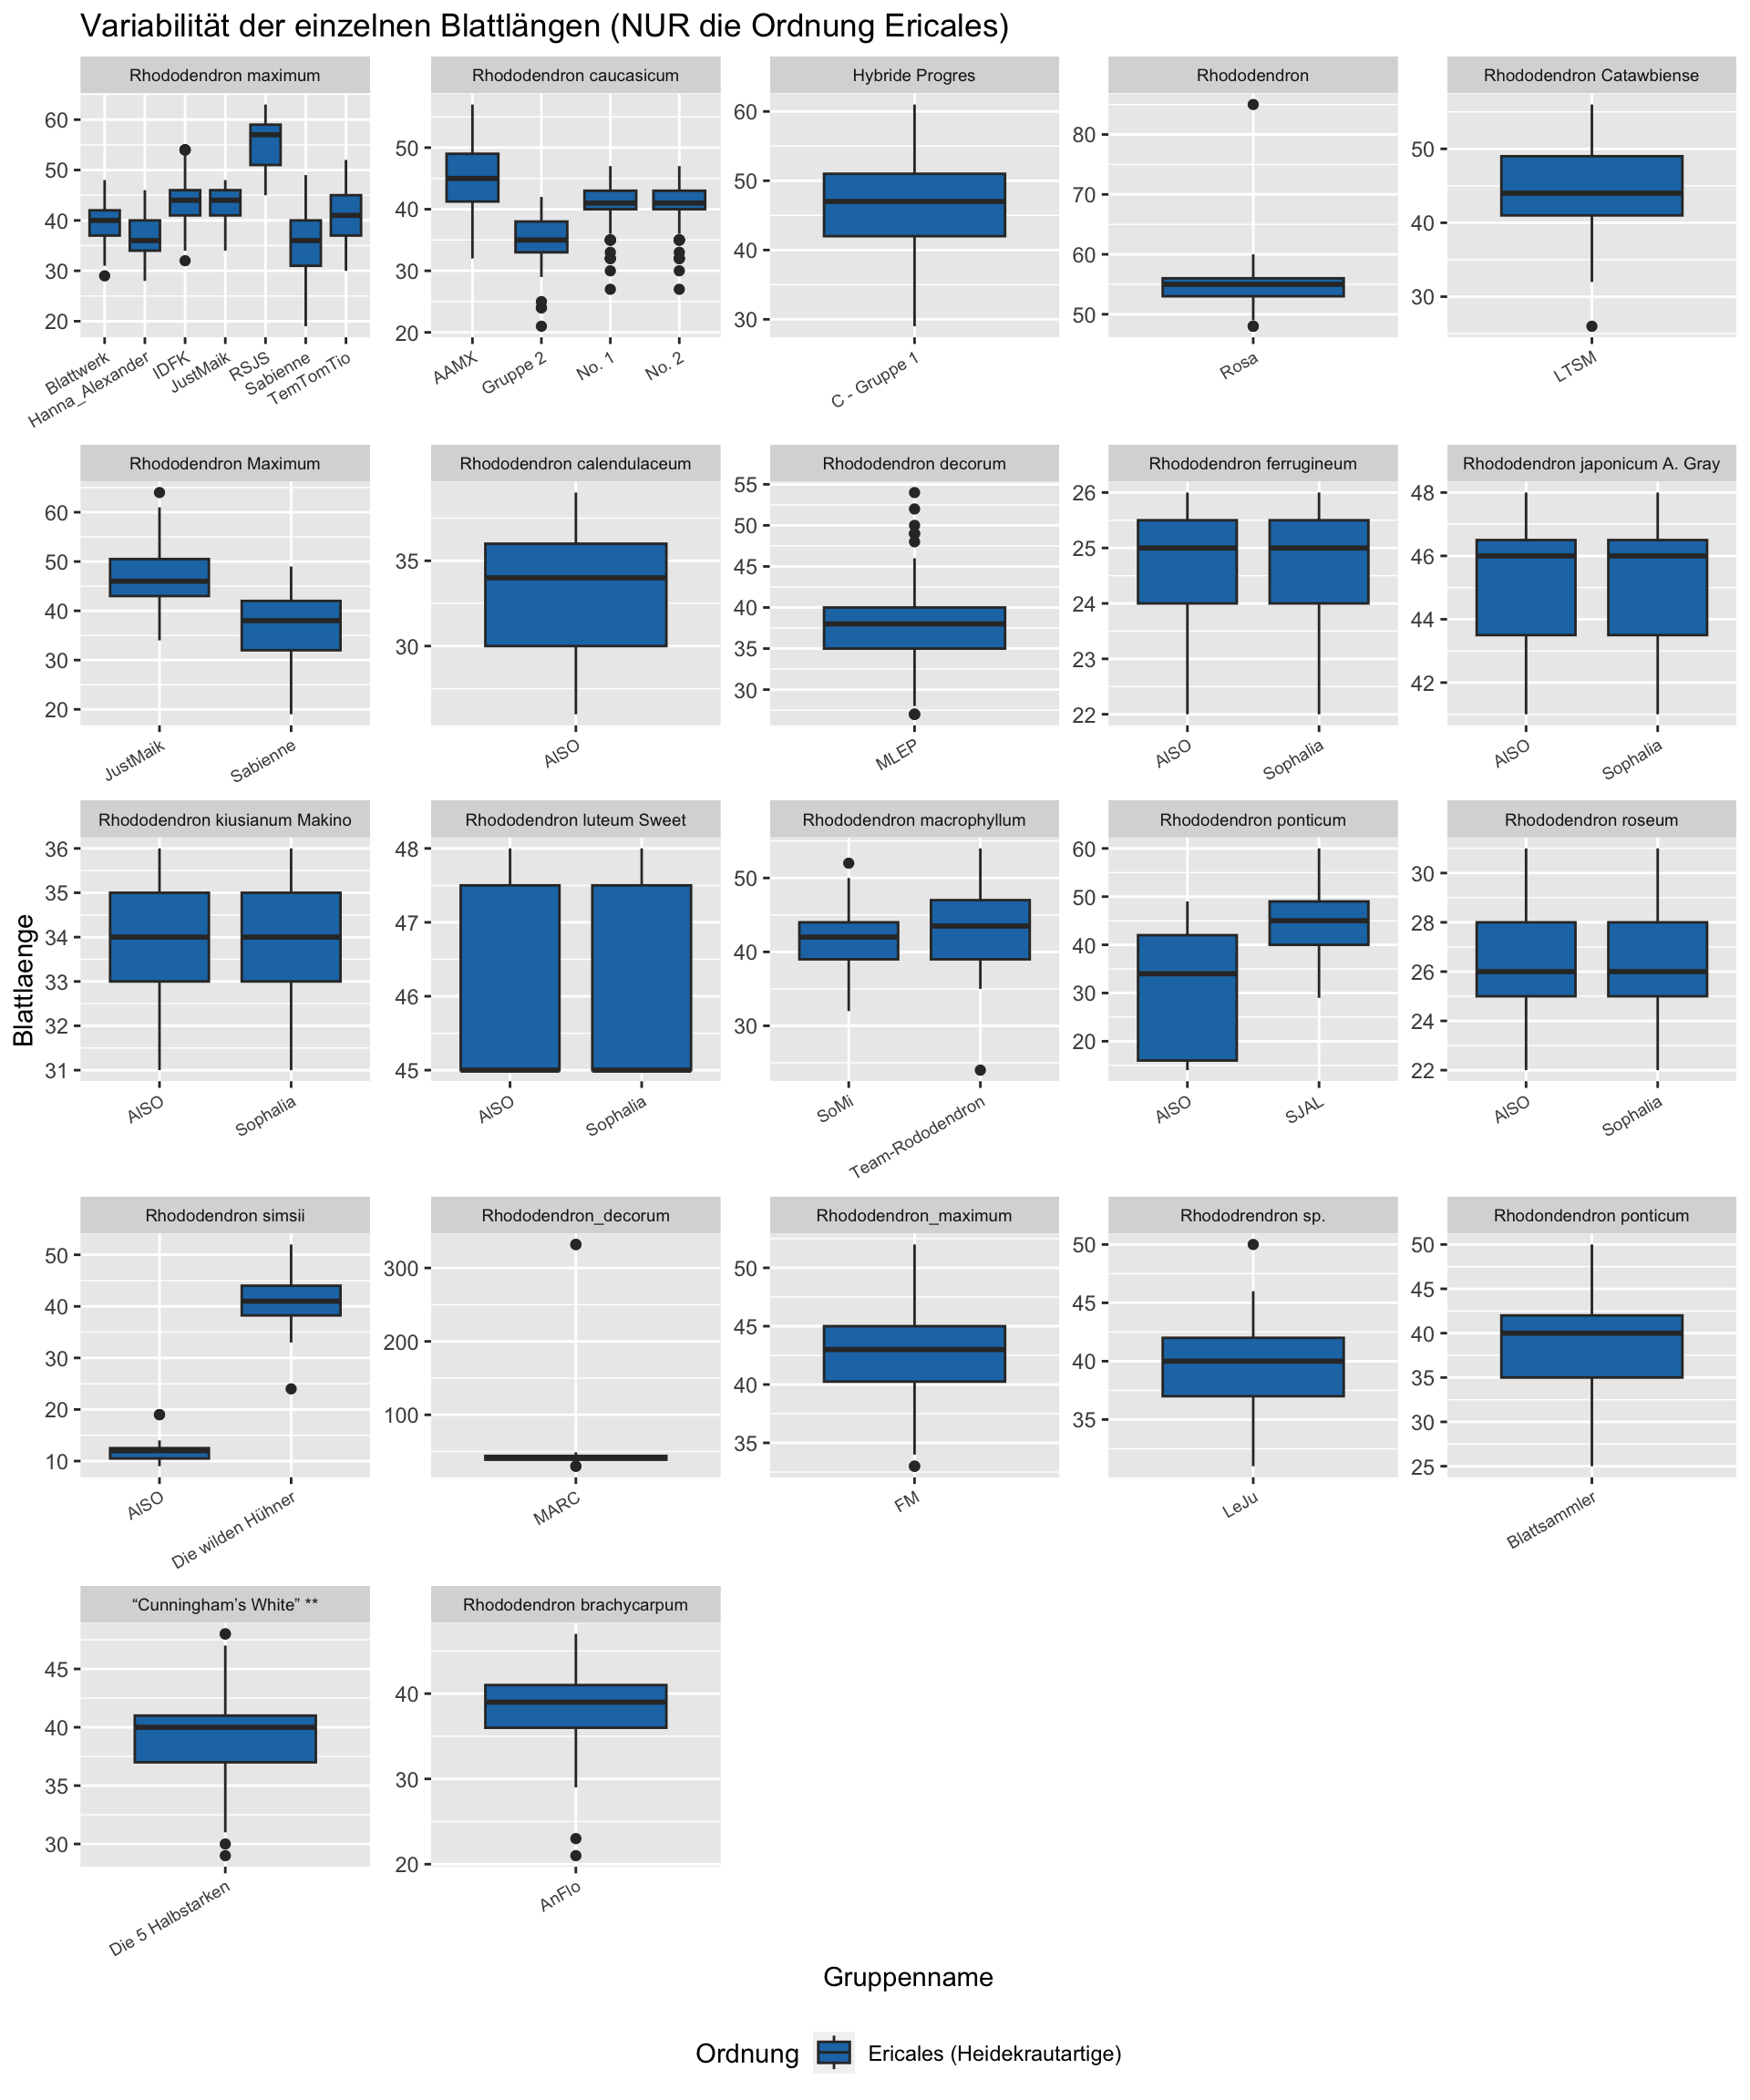 Variabilität der einzelnen Blattlängen (NUR die Ordnung Ericales)
Rhododendron maximum
Rhododendron caucasicum
Hybride Progres
Rhododendron
Rhododendron Catawbiense
60
50
40
30
20
50
40
30
20
60
50
40
30
80
70
60
50
50
40
30
Blattwerk
Hanna_Alexander
IDFK
JustMaik
RSJS
Sabienne
TemTomTio
AAMX
Gruppe 2
No. 1
No. 2
C - Gruppe 1
Rosa
LTSM
Rhododendron Maximum
Rhododendron calendulaceum
Rhododendron decorum
Rhododendron ferrugineum
Rhododendron japonicum A. Gray
60
50
40
30
20
35
30
55
50
45
40
35
30
26
25
24
23
22
48
46
44
42
JustMaik
Sabienne
AISO
MLEP
AISO
Sophalia
AISO
Sophalia
Rhododendron kiusianum Makino
Rhododendron luteum Sweet
Rhododendron macrophyllum
Rhododendron ponticum
Rhododendron roseum
36
35
34
33
32
31
48
47
46
45
50
40
30
60
50
40
30
20
30
28
26
24
22
AISO
Sophalia
AISO
Sophalia
SoMi
Team-Rododendron
AISO
SJAL
AISO
Sophalia
Blattlaenge
Rhododendron simsii
Rhododendron_decorum
Rhododendron_maximum
Rhododrendron sp.
Rhodondendron ponticum
50
40
30
20
10
300
200
100
50
45
40
35
50
45
40
35
50
45
40
35
30
25
AISO
Die wilden Hühner
MARC
FM
LeJu
Blattsammler
“Cunningham’s White” **
Rhododendron brachycarpum
45
40
35
30
40
30
20
Die 5 Halbstarken
AnFlo
Gruppenname
Ordnung
Ericales (Heidekrautartige)